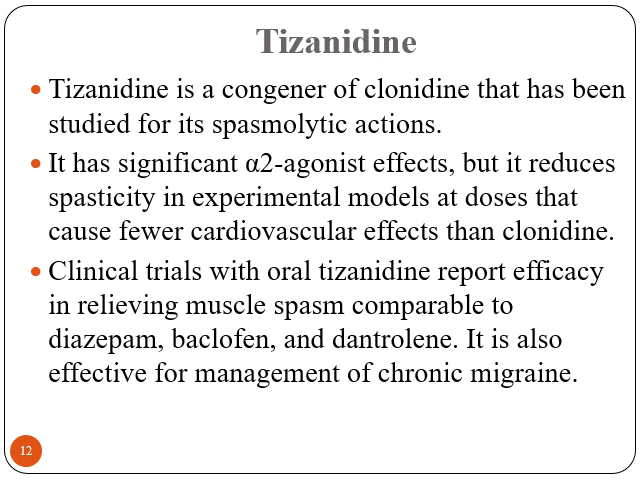 Tizanidine
• Tizanidine is a congener of clonidine that has been
studied for its spasmolytic actions.
• It has significant α2-agonist effects, but it reduces
spasticity in experimental models at doses that
cause fewer cardiovascular effects than clonidine.
• Clinical trials with oral tizanidine report efficacy
in relieving muscle spasm comparable to
diazepam, baclofen, and dantrolene. It is also
effective for management of chronic migraine.
12